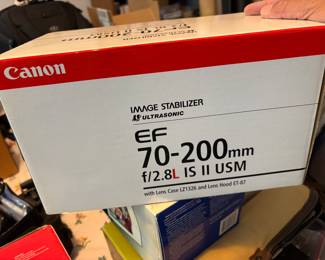 Canon
IMAGE STABILIZER
ULTRASONIC
EF
70-200mm
f/2.8L IS II USM
with Lens Case LZ1326 and Lens Hood ET-87